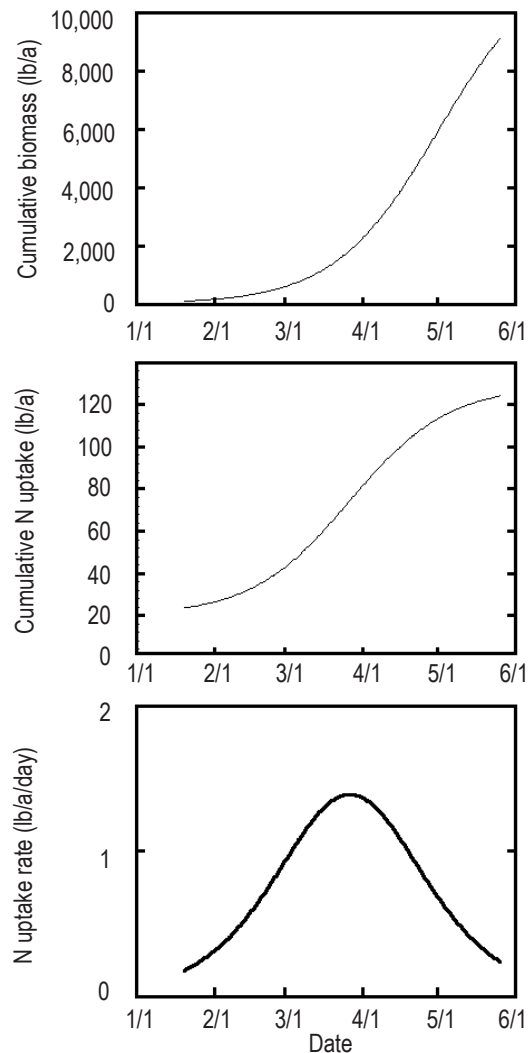 Cumulative biomass (lb/a)
10,000
8,000
6,000
4,000
2,000
0
1/1 2/1 3/1 4/1 5/1 6/1
Cumulative N uptake (lb/a)
120
100
80
60
40
20
0
1/1 2/1 3/1 4/1 5/1 6/1
N uptake rate (lb/a/day)
2
1
0
1/1 2/1 3/1 4/1 5/1 6/1
Date